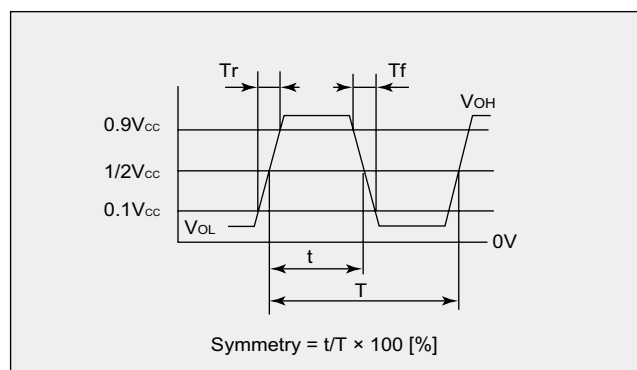 Tr
Tf
VOH
0.9Vcc
1/2Vcc
0.1Vcc
VOL
0V
t
T
Symmetry = t/T × 100 [%]